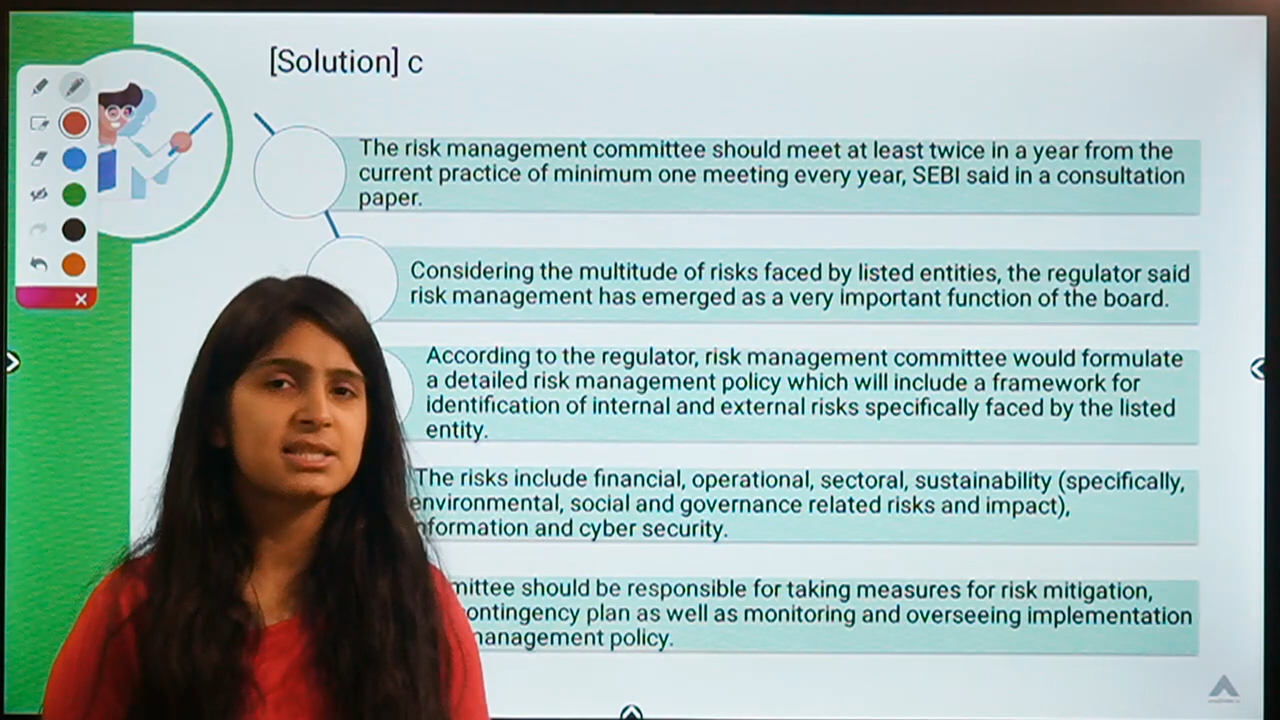 [Solution] c
The risk management committee should meet at least twice in a year from the
current practice of minimum one meeting every year, SEBI said in a consultation
paper.
Considering the multitude of risks faced by listed entities, the regulator said
risk management has emerged as a very important function of the board.
According to the regulator, risk management committee would formulate
a detailed risk management policy which will include a framework for
identification of internal and external risks specifically faced by the listed
entity.
The risks include financial, operational, sectoral, sustainability (specifically,
environmental, social and governance related risks and impact),
nformation and cyber security.
mittee should be responsible for taking measures for risk mitigation,
ontingency plan as well as monitoring and overseeing implementation
anagement policy.